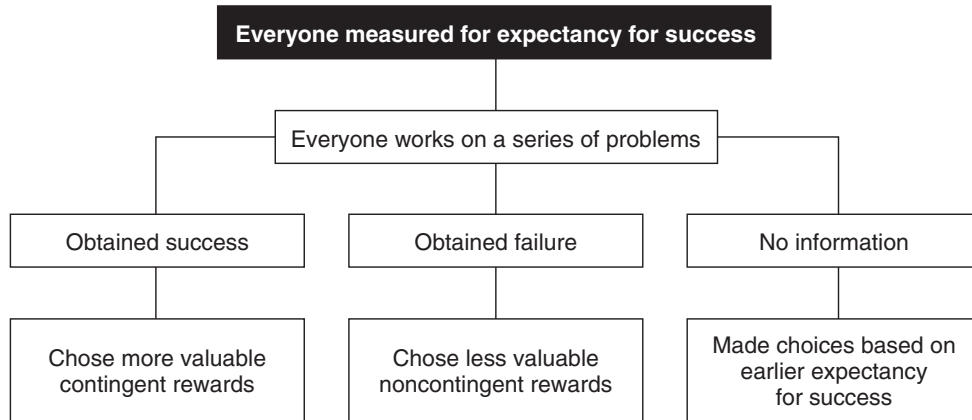 Everyone measured for expectancy for success
Everyone works on a series of problems
Obtained success
Obtained failure
No information
Chose more valuable
contingent rewards
Chose less valuable
noncontingent rewards
Made choices based on
earlier expectancy
for success